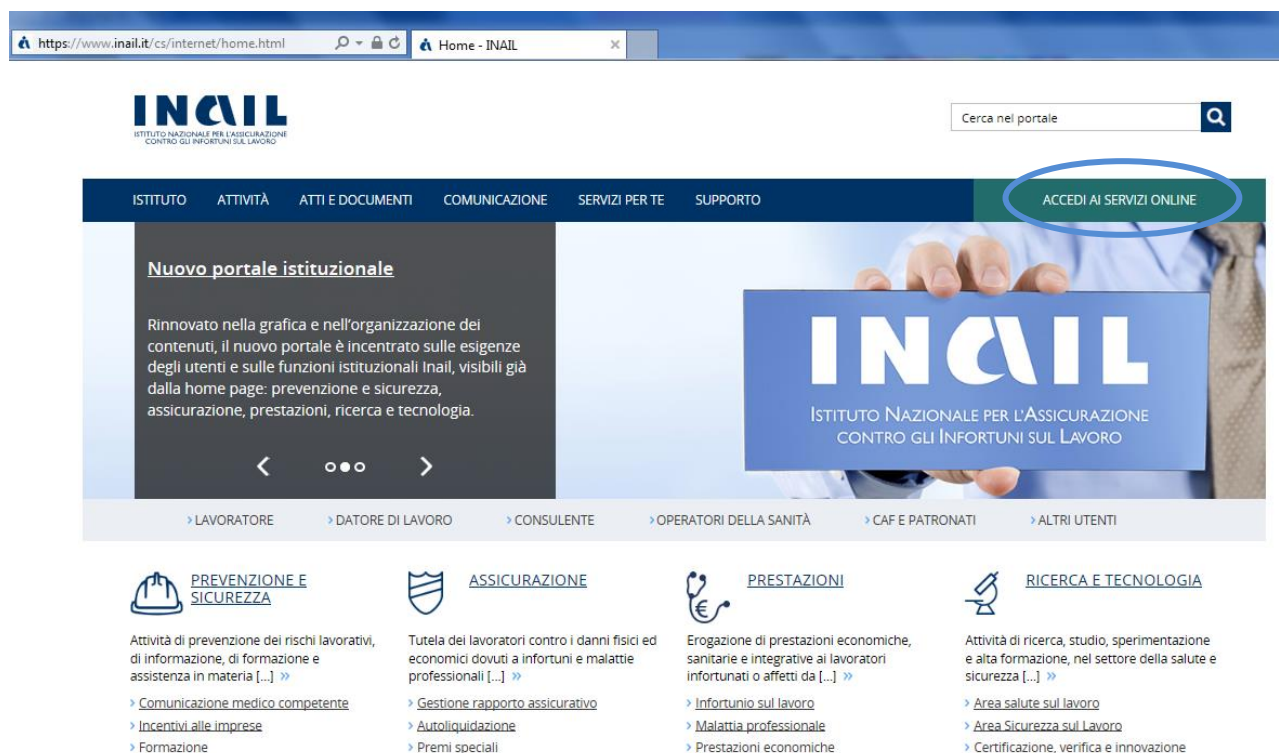 https://www.inail.it/cs/internet/home.html
Home - INAIL
INAIL
ISTITUTO NAZIONALE PER L'ASSICURAZIONE
CONTRO GLI INFORTUNI SUL LAVORO
Cerca nel portale
ISTITUTO ATTIVITÀ ATTI E DOCUMENTI COMUNICAZIONE SERVIZI PER TE SUPPORTO ACCEDI AI SERVIZI ONLINE
Nuovo portale istituzionale
Rinnovato nella grafica e nell'organizzazione dei
contenuti, il nuovo portale è incentrato sulle esigenze
degli utenti e sulle funzioni istituzionali Inail, visibili già
dalla home page: prevenzione e sicurezza,
assicurazione, prestazioni, ricerca e tecnologia.
INAIL
ISTITUTO NAZIONALE PER L'ASSICURAZIONE
CONTRO GLI INFORTUNI SUL LAVORO
› LAVORATORE › DATORE DI LAVORO › CONSULENTE › OPERATORI DELLA SANITÀ › CAF E PATRONATI › ALTRI UTENTI
PREVENZIONE E
SICUREZZA
Attività di prevenzione dei rischi lavorativi,
di informazione, di formazione e
assistenza in materia [...] »
› Comunicazione medico competente
› Incentivi alle imprese
› Formazione
ASSICURAZIONE
Tutela dei lavoratori contro i danni fisici ed
economici dovuti a infortuni e malattie
professionali [...] »
› Gestione rapporto assicurativo
› Autoliquidazione
› Premi speciali
PRESTAZIONI
Erogazione di prestazioni economiche,
sanitarie e integrative ai lavoratori
infortunati o affetti da [...] »
› Infortunio sul lavoro
› Malattia professionale
› Prestazioni economiche
RICERCA E TECNOLOGIA
Attività di ricerca, studio, sperimentazione
e alta formazione, nel settore della salute e
sicurezza [...] »
› Area salute sul lavoro
› Area Sicurezza sul Lavoro
› Certificazione, verifica e innovazione